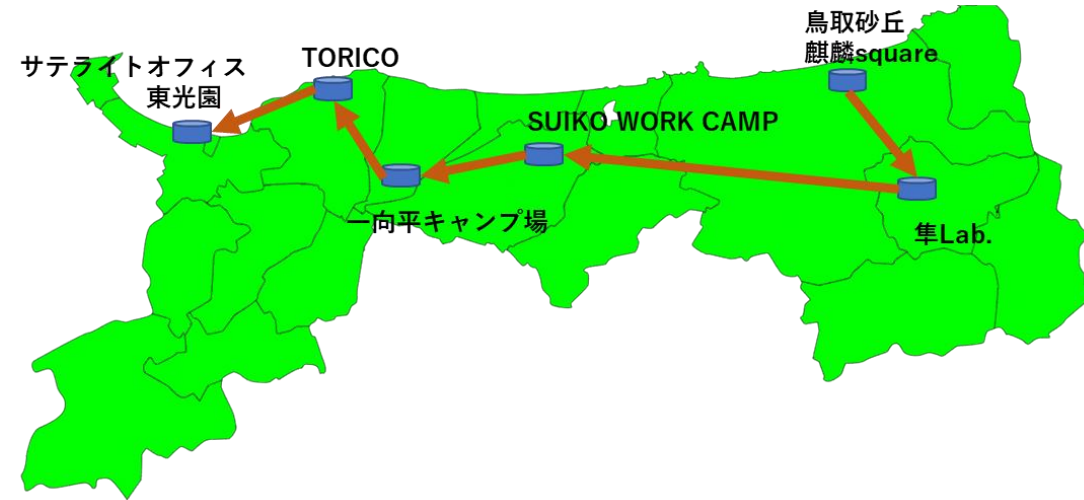 鳥取砂丘
麒麟square
サテライトオフィス
東光園
TORICO
SUIKO WORK CAMP
一向平キャンプ場
隼Lab.